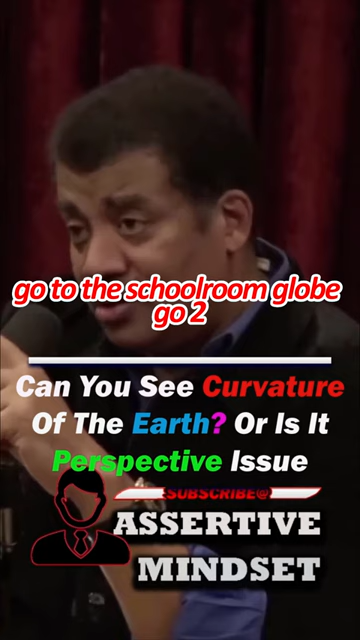 go to the schoolroom globe
go 2
Can You See Curvature
Of The Earth? Or Is It
Perspective Issue
SUBSCRIBE@
ASSERTIVE
MINDSET